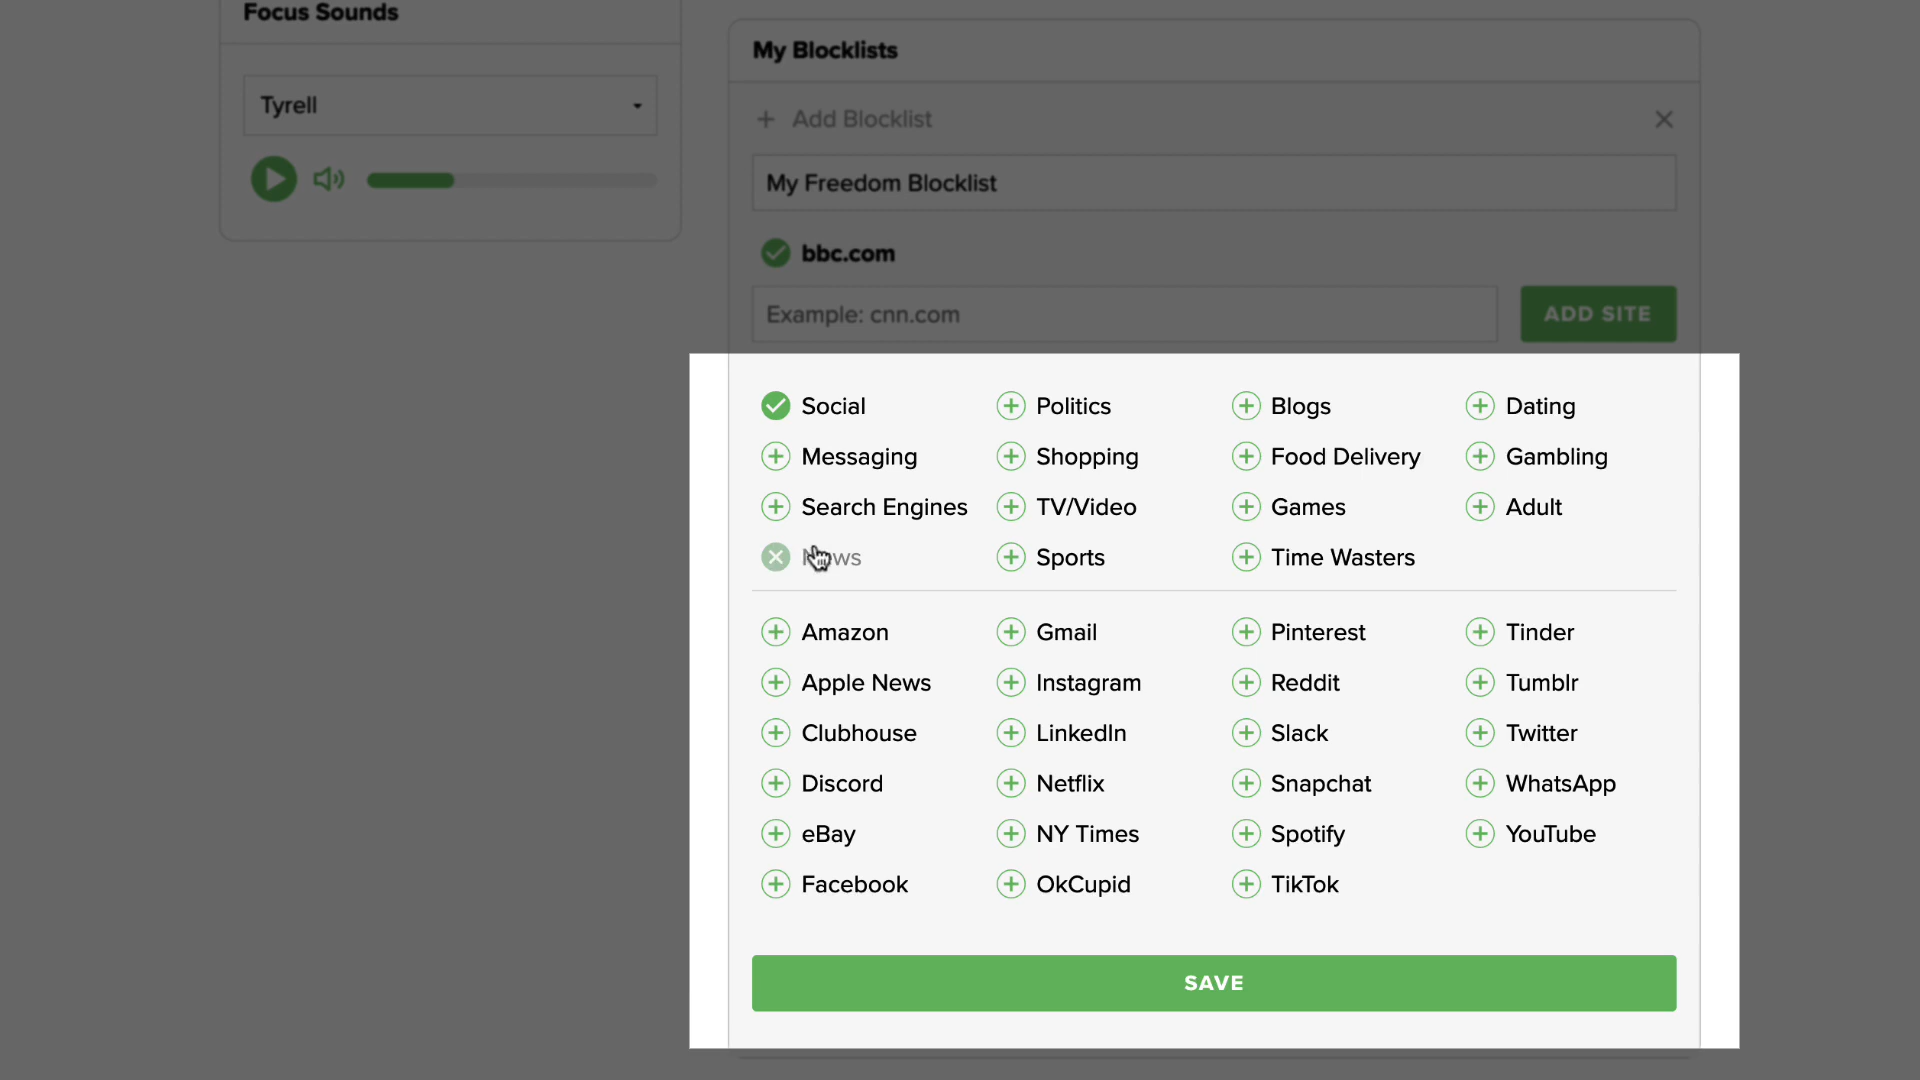 Focus Sounds
Tyrell
My Blocklists
+ Add Blocklist
My Freedom Blocklist
bbc.com
Example: cnn.com
ADD SITE
Social
Politics
Blogs
Dating
Messaging
Shopping
Food Delivery
Gambling
Search Engines
TV/Video
Games
Adult
News
Sports
Time Wasters
Amazon
Gmail
Pinterest
Tinder
Apple News
Instagram
Reddit
Tumblr
Clubhouse
LinkedIn
Slack
Twitter
Discord
Netflix
Snapchat
WhatsApp
eBay
NY Times
Spotify
YouTube
Facebook
OkCupid
TikTok
SAVE